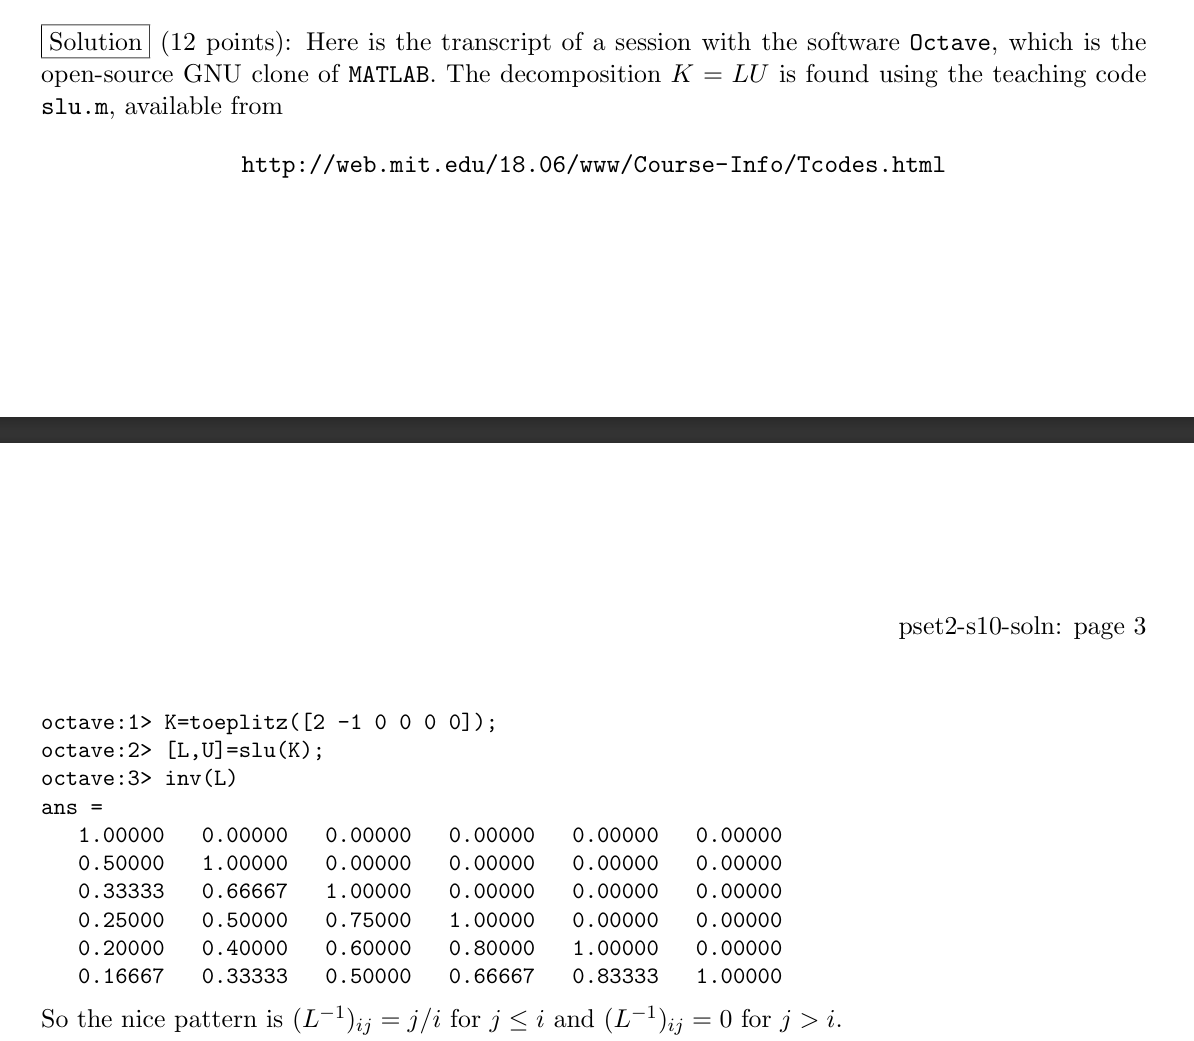 Solution (12 points): Here is the transcript of a session with the software Octave, which is the
open-source GNU clone of MATLAB. The decomposition K = LU is found using the teaching code
slu.m, available from
http://web.mit.edu/18.06/www/Course-Info/Tcodes.html
pset2-s10-soln: page 3
octave:1> K=toeplitz([2 -1 0 0 0 0]);
octave:2> [L,U]=slu(K);
octave:3> inv(L)
ans =
1.00000 0.00000 0.00000 0.00000 0.00000 0.00000
0.50000 1.00000 0.00000 0.00000 0.00000 0.00000
0.33333 0.66667 1.00000 0.00000 0.00000 0.00000
0.25000 0.50000 0.75000 1.00000 0.00000 0.00000
0.20000 0.40000 0.60000 0.80000 1.00000 0.00000
0.16667 0.33333 0.50000 0.66667 0.83333 1.00000
So the nice pattern is (L⁻¹)ᵢⱼ = j/i for j ≤ i and (L⁻¹)ᵢⱼ = 0 for j > i.